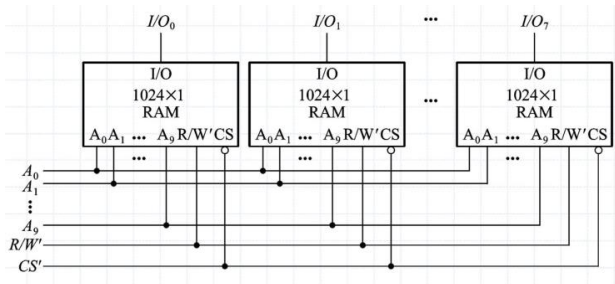 I/O₀ I/O₁ ... I/O₇
I/O I/O I/O
1024×1 1024×1 ... 1024×1
RAM RAM RAM
A₀A₁ ... A₉ R/W'CS A₀A₁ ... A₉ R/W'CS A₀A₁ ... A₉ R/W'CS
... ... ...
A₀
A₁
⋮
A₉
R/W'
CS'